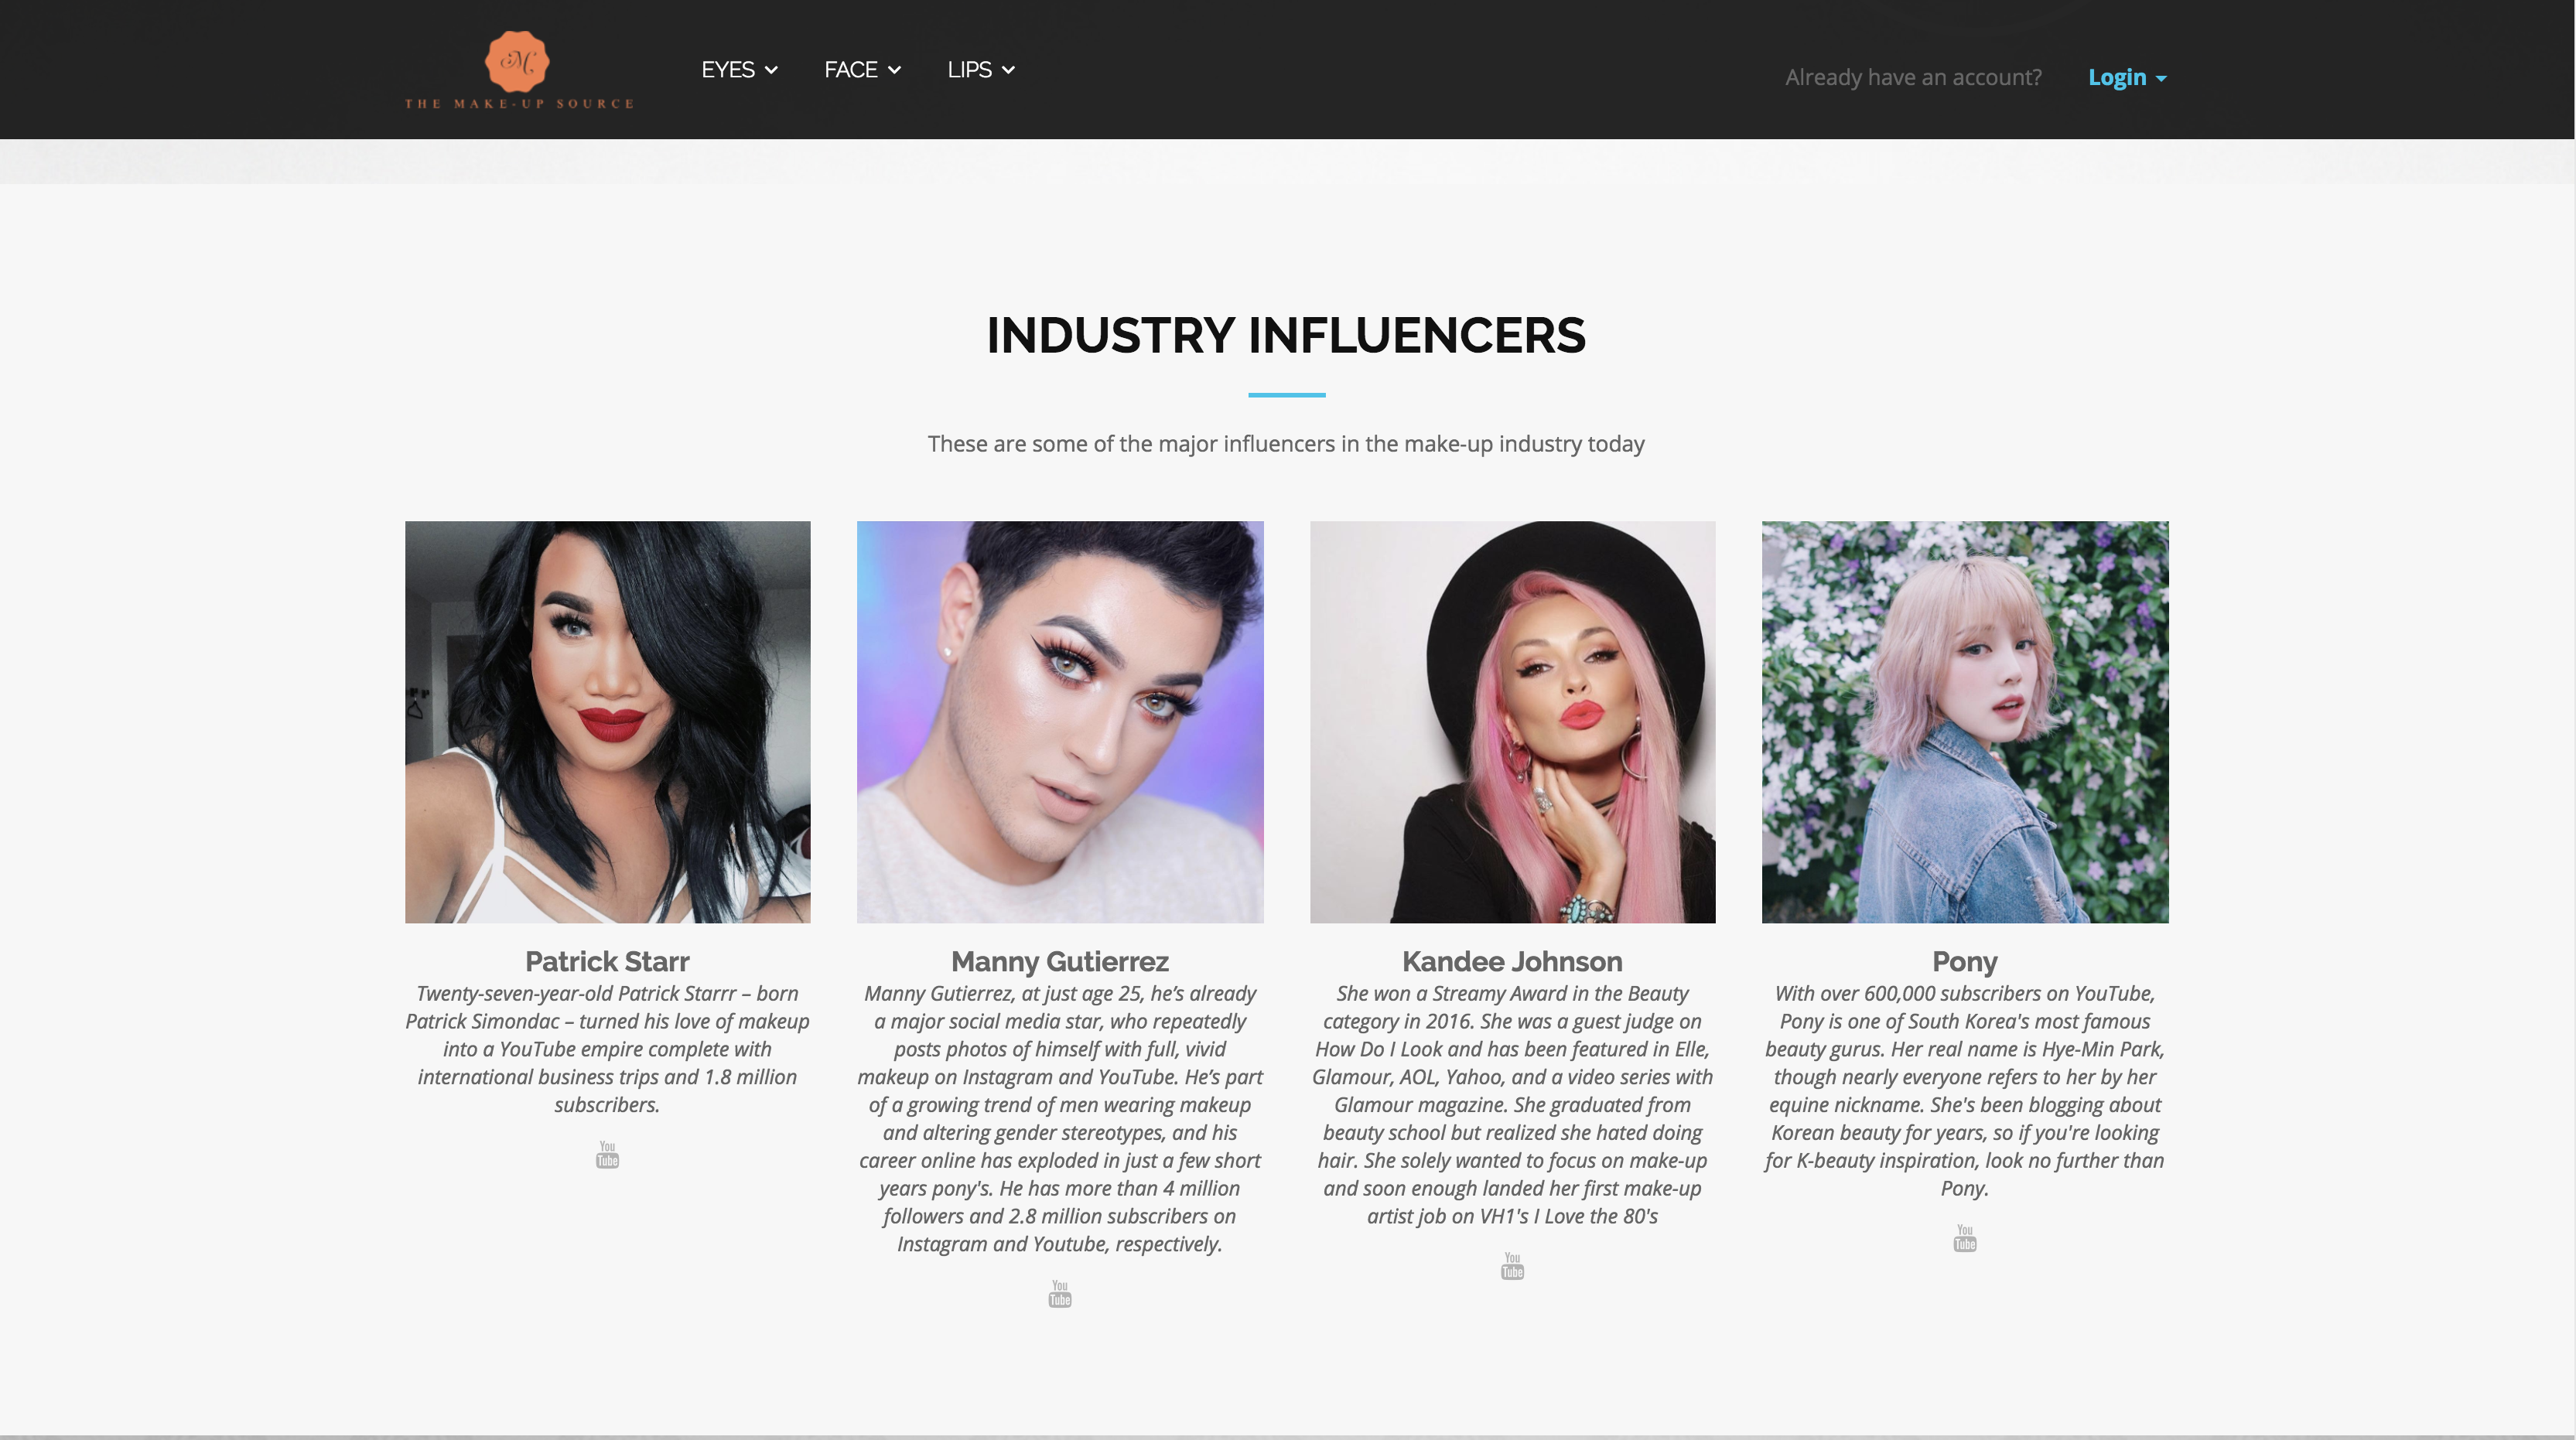 M
THE MAKE-UP SOURCE
EYES
FACE
LIPS
Already have an account?
Login
INDUSTRY INFLUENCERS
These are some of the major influencers in the make-up industry today
Patrick Starr
Twenty-seven-year-old Patrick Starrr – born
Patrick Simondac – turned his love of makeup
into a YouTube empire complete with
international business trips and 1.8 million
subscribers.
You
Tube
Manny Gutierrez
Manny Gutierrez, at just age 25, he’s already
a major social media star, who repeatedly
posts photos of himself with full, vivid
makeup on Instagram and YouTube. He’s part
of a growing trend of men wearing makeup
and altering gender stereotypes, and his
career online has exploded in just a few short
years pony's. He has more than 4 million
followers and 2.8 million subscribers on
Instagram and Youtube, respectively.
You
Tube
Kandee Johnson
She won a Streamy Award in the Beauty
category in 2016. She was a guest judge on
How Do I Look and has been featured in Elle,
Glamour, AOL, Yahoo, and a video series with
Glamour magazine. She graduated from
beauty school but realized she hated doing
hair. She solely wanted to focus on make-up
and soon enough landed her first make-up
artist job on VH1's I Love the 80's
You
Tube
Pony
With over 600,000 subscribers on YouTube,
Pony is one of South Korea's most famous
beauty gurus. Her real name is Hye-Min Park,
though nearly everyone refers to her by her
equine nickname. She's been blogging about
Korean beauty for years, so if you're looking
for K-beauty inspiration, look no further than
Pony.
You
Tube